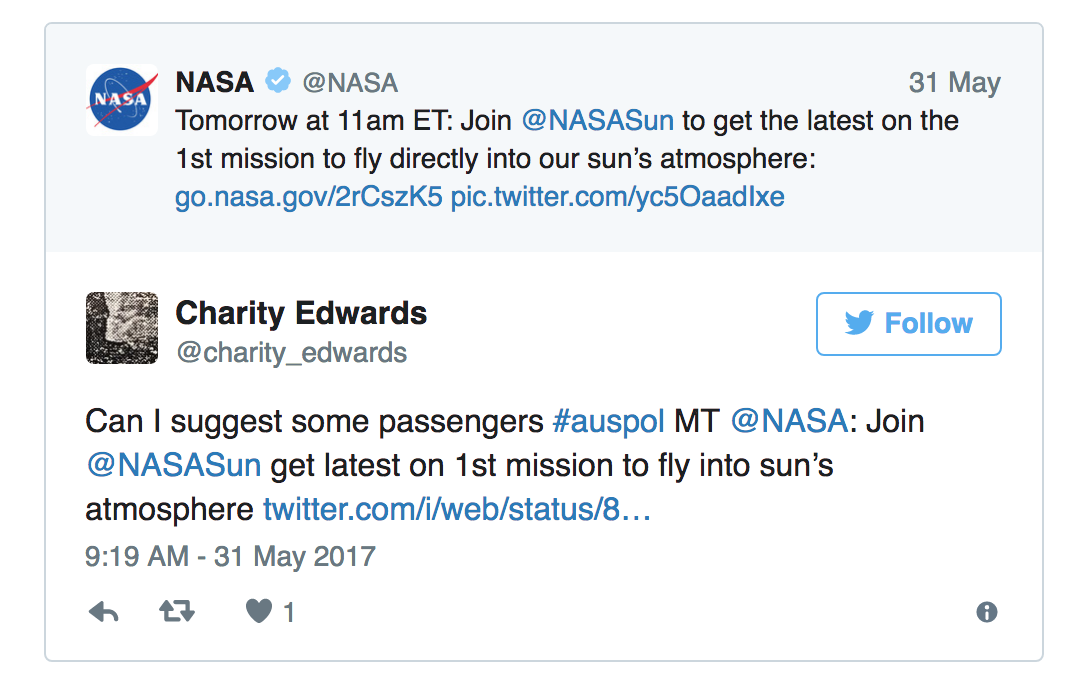 NASA
NASA @NASA 31 May
Tomorrow at 11am ET: Join @NASASun to get the latest on the
1st mission to fly directly into our sun’s atmosphere:
go.nasa.gov/2rCszK5 pic.twitter.com/yc5OaadIxe
Charity Edwards
Follow
@charity_edwards
Can I suggest some passengers #auspol MT @NASA: Join
@NASASun get latest on 1st mission to fly into sun’s
atmosphere twitter.com/i/web/status/8…
9:19 AM - 31 May 2017
1